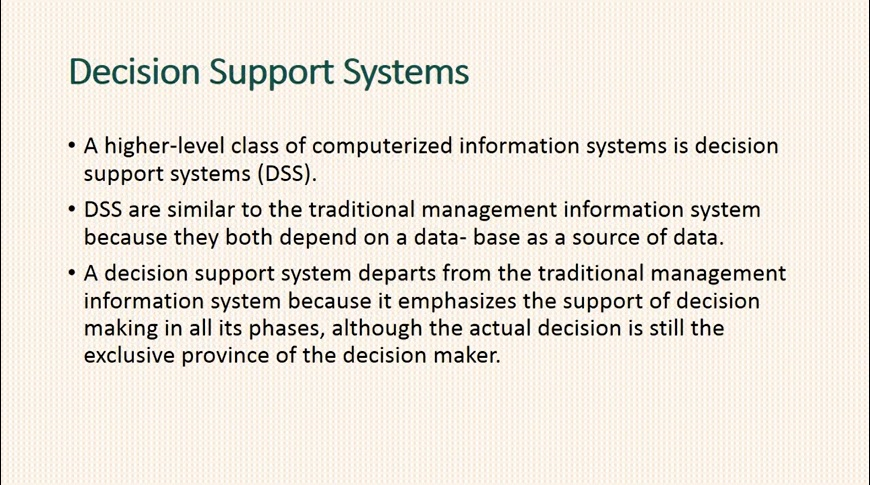 Decision Support Systems
• A higher-level class of computerized information systems is decision
support systems (DSS).
• DSS are similar to the traditional management information system
because they both depend on a data- base as a source of data.
• A decision support system departs from the traditional management
information system because it emphasizes the support of decision
making in all its phases, although the actual decision is still the
exclusive province of the decision maker.